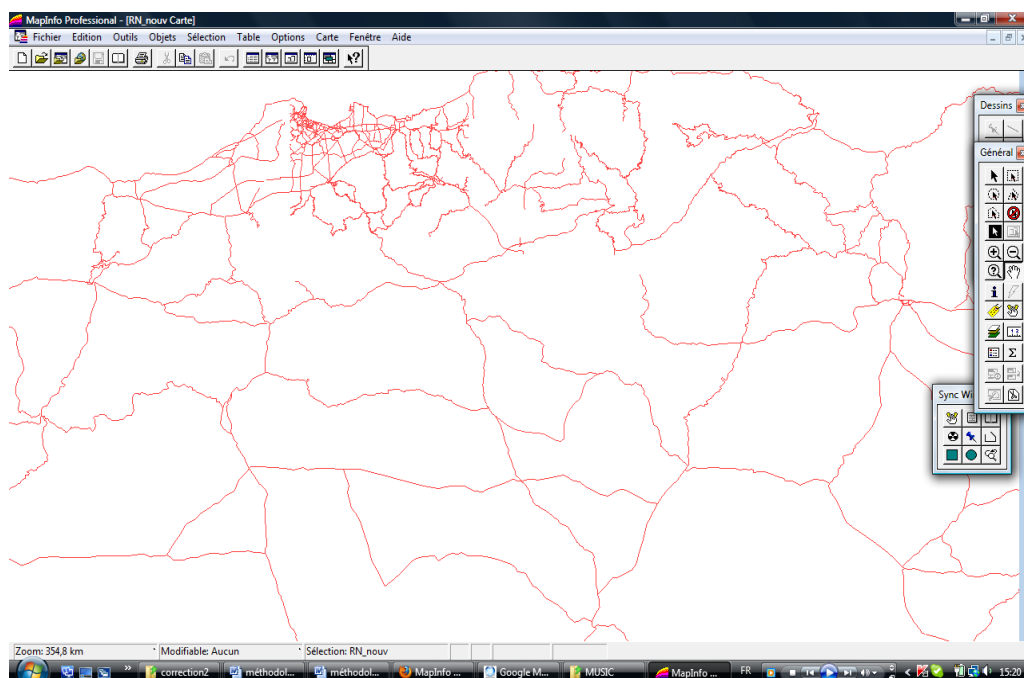 MapInfo Professional - [RN_nouv Carte]
Fichier Edition Outils Objets Sélection Table Options Carte Fenêtre Aide
Dessins
Général
Sync Wi
Zoom: 354,8 km Modifiable: Aucun Sélection: RN_nouv
correction2 méthodol... méthodol... MapInfo ... Google M... MUSIC MapInfo ... FR 15:20